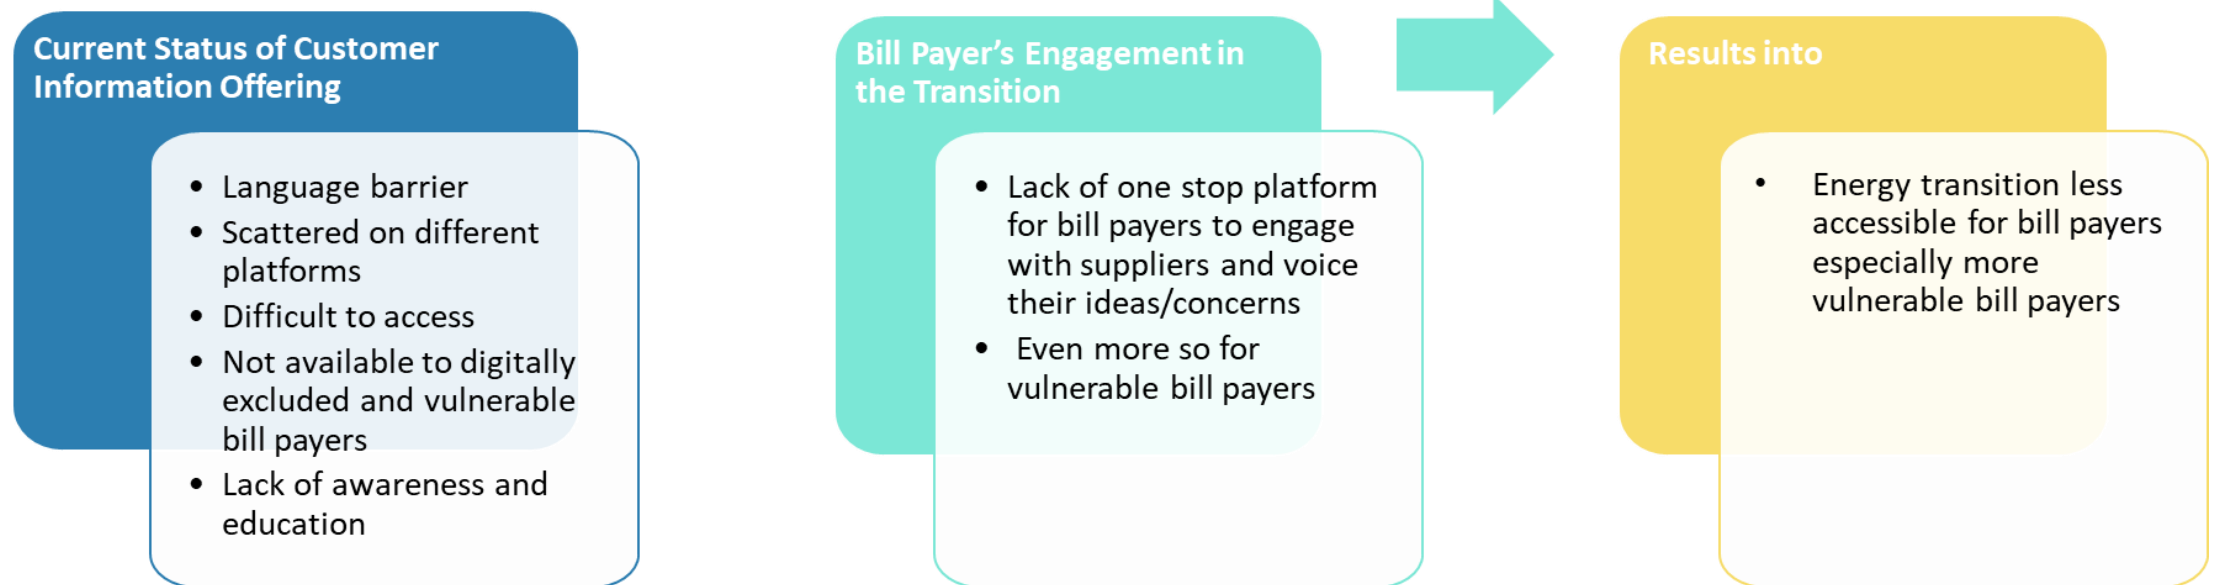 Current Status of Customer
Information Offering
• Language barrier
• Scattered on different
platforms
• Difficult to access
• Not available to digitally
excluded and vulnerable
bill payers
• Lack of awareness and
education
Bill Payer’s Engagement in
the Transition
• Lack of one stop platform
for bill payers to engage
with suppliers and voice
their ideas/concerns
• Even more so for
vulnerable bill payers
Results into
• Energy transition less
accessible for bill payers
especially more
vulnerable bill payers